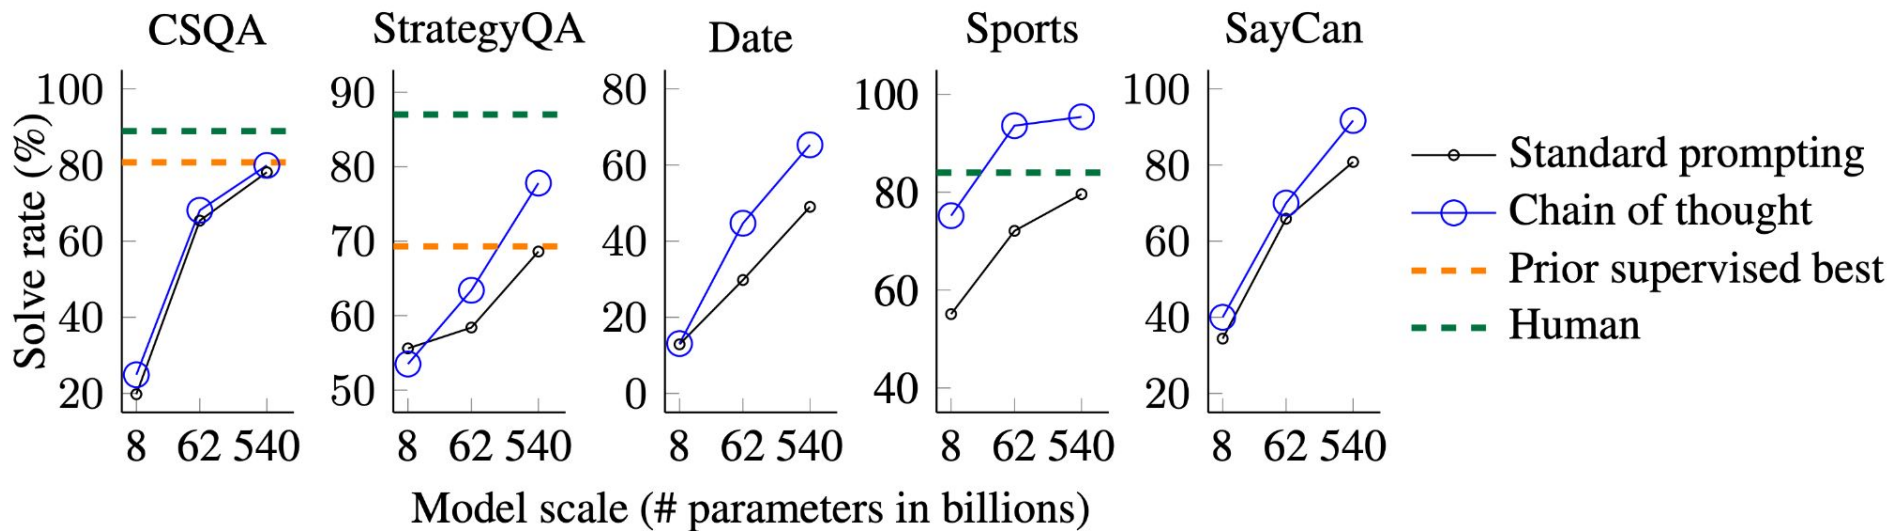 CSQA
StrategyQA
Date
Sports
SayCan
Solve rate (%)
100
80
60
40
20
8 62 540
90
80
70
60
50
8 62 540
80
60
40
20
0
8 62 540
100
80
60
40
8 62 540
100
80
60
40
20
8 62 540
Model scale (# parameters in billions)
Standard prompting
Chain of thought
Prior supervised best
Human